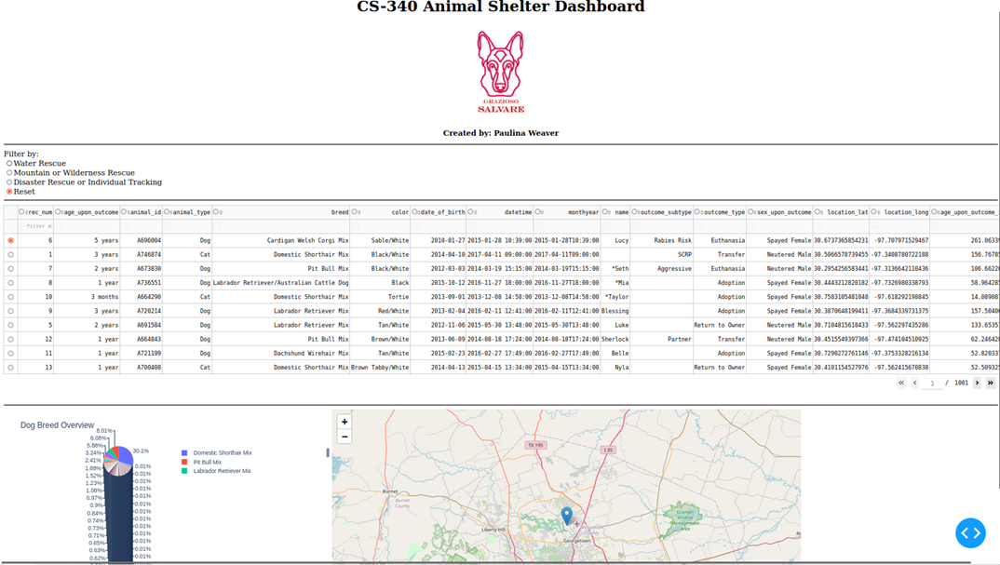 CS-340 Animal Shelter Dashboard
GRAZIOSO
SALVARE
Created by: Paulina Weaver
Filter by:
Water Rescue
Mountain or Wilderness Rescue
Disaster Rescue or Individual Tracking
Reset
rec_num age_upon_outcome animal_id animal_type breed color date_of_birth datetime monthyear name outcome_subtype outcome_type sex_upon_outcome location_lat location_long age_upon_outcome_
filter d
6 5 years A696004 Dog Cardigan Welsh Corgi Mix Sable/White 2010-01-27 2015-01-28 10:39:00 2015-01-28T10:39:00 Lucy Rabies Risk Euthanasia Spayed Female 30.6737365854231 -97.707971529467 261.0633
1 3 years A746874 Cat Domestic Shorthair Mix Black/White 2014-04-10 2017-04-11 09:00:00 2017-04-11T09:00:00 SCRP Transfer Neutered Male 30.5066578739455 -97.3408780722188 156.7678
7 2 years A673830 Dog Pit Bull Mix Black/White 2012-03-03 2014-03-19 15:15:00 2014-03-19T15:15:00 *Seth Aggressive Euthanasia Neutered Male 30.2954256583441 -97.3136642110436 106.6622
8 1 year A736551 Dog Labrador Retriever/Australian Cattle Dog Black 2015-10-12 2016-11-27 18:00:00 2016-11-27T18:00:00 *Mia Adoption Spayed Female 30.4443212820182 -97.7326980338793 58.96428
10 3 months A664290 Cat Domestic Shorthair Mix Tortie 2013-09-01 2013-12-08 14:58:00 2013-12-08T14:58:00 *Taylor Adoption Spayed Female 30.7583105481048 -97.618292198845 14.08908
9 3 years A720214 Dog Labrador Retriever Mix Red/White 2013-02-04 2016-02-11 12:41:00 2016-02-11T12:41:00 Blessing Adoption Spayed Female 30.3870648199411 -97.3684339731375 157.5040
5 2 years A691584 Dog Labrador Retriever Mix Tan/White 2012-11-06 2015-05-30 13:48:00 2015-05-30T13:48:00 Luke Return to Owner Neutered Male 30.7104815618433 -97.562297435286 133.6535
12 1 year A664843 Dog Pit Bull Mix Brown/White 2013-06-09 2014-08-18 17:24:00 2014-08-18T17:24:00 Sherlock Partner Transfer Neutered Male 30.4515549397366 -97.474104510925 62.24642
11 1 year A721199 Dog Dachshund Wirehair Mix Tan/White 2015-02-23 2016-02-27 17:49:00 2016-02-27T17:49:00 Belle Adoption Spayed Female 30.7290272761146 -97.3753328216134 52.82033
13 1 year A700408 Cat Domestic Shorthair Mix Brown Tabby/White 2014-04-13 2015-04-15 13:34:00 2015-04-15T13:34:00 Nyla Return to Owner Spayed Female 30.4101154527976 -97.562415670838 52.50932
1 / 1001
Dog Breed Overview
8.01%
6.08%
5.88%
3.24%
2.41%
1.88%
1.52%
1.23%
1.08%
0.97%
0.9%
0.84%
0.74%
0.73%
0.71%
0.65%
0.63%
0.62%
30.1%
0.01%
0.01%
0.01%
0.01%
0.01%
0.01%
0.01%
0.01%
0.01%
0.01%
0.01%
0.01%
0.01%
Domestic Shorthair Mix
Pit Bull Mix
Labrador Retriever Mix
+
−
TX 195
I 35
Burnet
Burnet
County
Liberty Hill
Georgetown
Granger
Wildlife
Management
Area
Ro